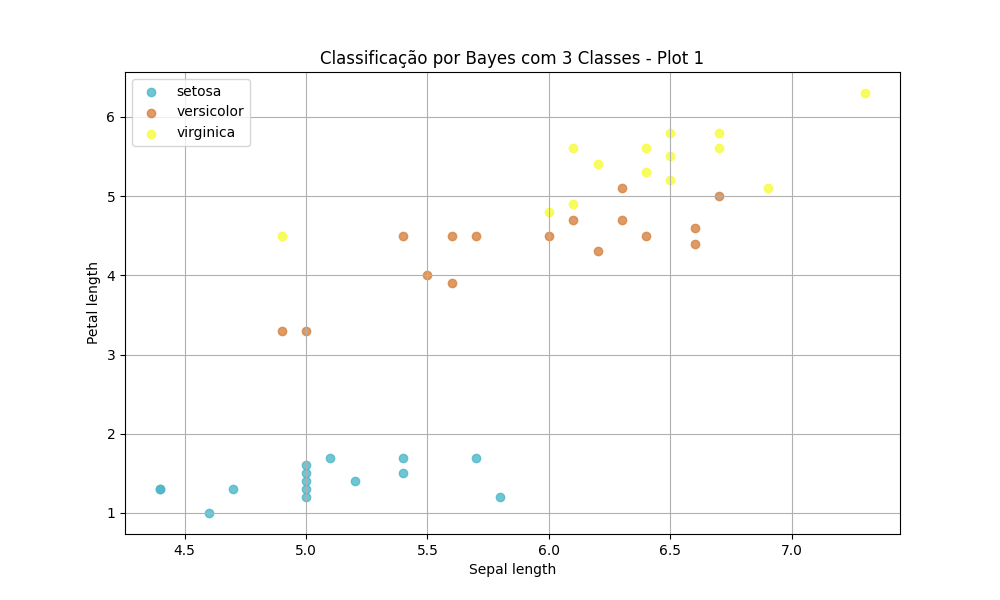 Classificação por Bayes com 3 Classes - Plot 1
setosa
versicolor
virginica
6
5
4
3
2
1
Petal length
4.5 5.0 5.5 6.0 6.5 7.0
Sepal length